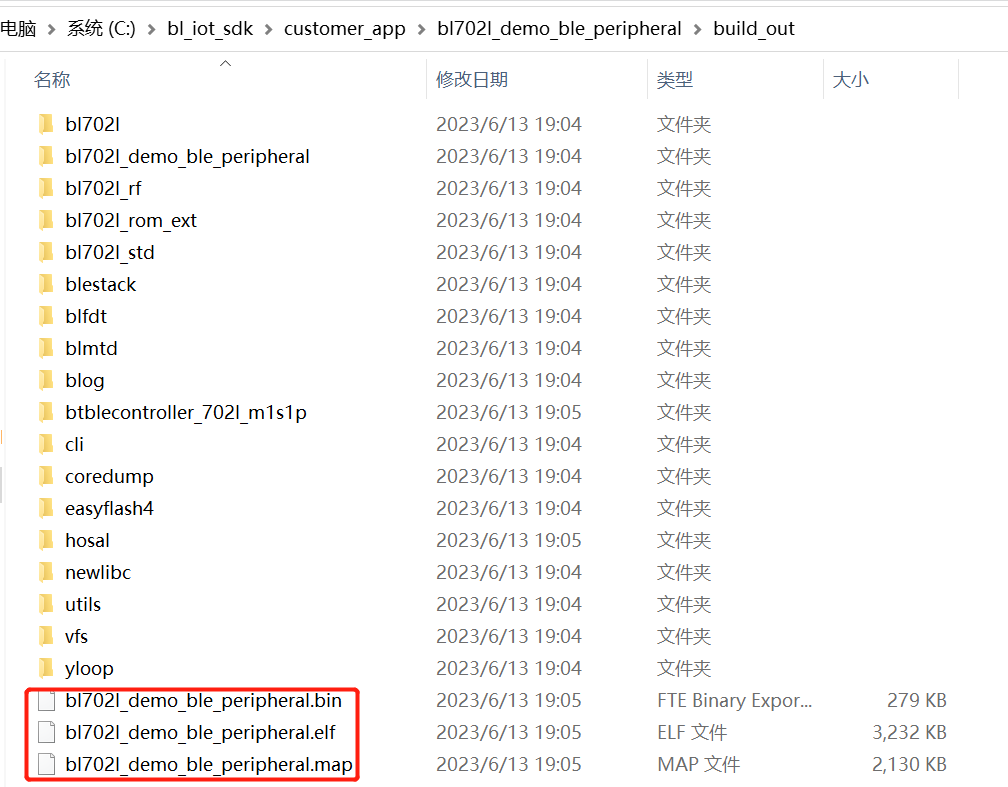 电脑 > 系统 (C:) > bl_iot_sdk > customer_app > bl702l_demo_ble_peripheral > build_out
名称 修改日期 类型 大小
bl702l 2023/6/13 19:04 文件夹
bl702l_demo_ble_peripheral 2023/6/13 19:04 文件夹
bl702l_rf 2023/6/13 19:04 文件夹
bl702l_rom_ext 2023/6/13 19:04 文件夹
bl702l_std 2023/6/13 19:04 文件夹
blestack 2023/6/13 19:04 文件夹
blfdt 2023/6/13 19:04 文件夹
blmtd 2023/6/13 19:04 文件夹
blog 2023/6/13 19:04 文件夹
btblecontroller_702l_m1s1p 2023/6/13 19:05 文件夹
cli 2023/6/13 19:04 文件夹
coredump 2023/6/13 19:04 文件夹
easyflash4 2023/6/13 19:04 文件夹
hosal 2023/6/13 19:05 文件夹
newlibc 2023/6/13 19:04 文件夹
utils 2023/6/13 19:04 文件夹
vfs 2023/6/13 19:04 文件夹
yloop 2023/6/13 19:04 文件夹
bl702l_demo_ble_peripheral.bin 2023/6/13 19:05 FTE Binary Expor... 279 KB
bl702l_demo_ble_peripheral.elf 2023/6/13 19:05 ELF 文件 3,232 KB
bl702l_demo_ble_peripheral.map 2023/6/13 19:05 MAP 文件 2,130 KB